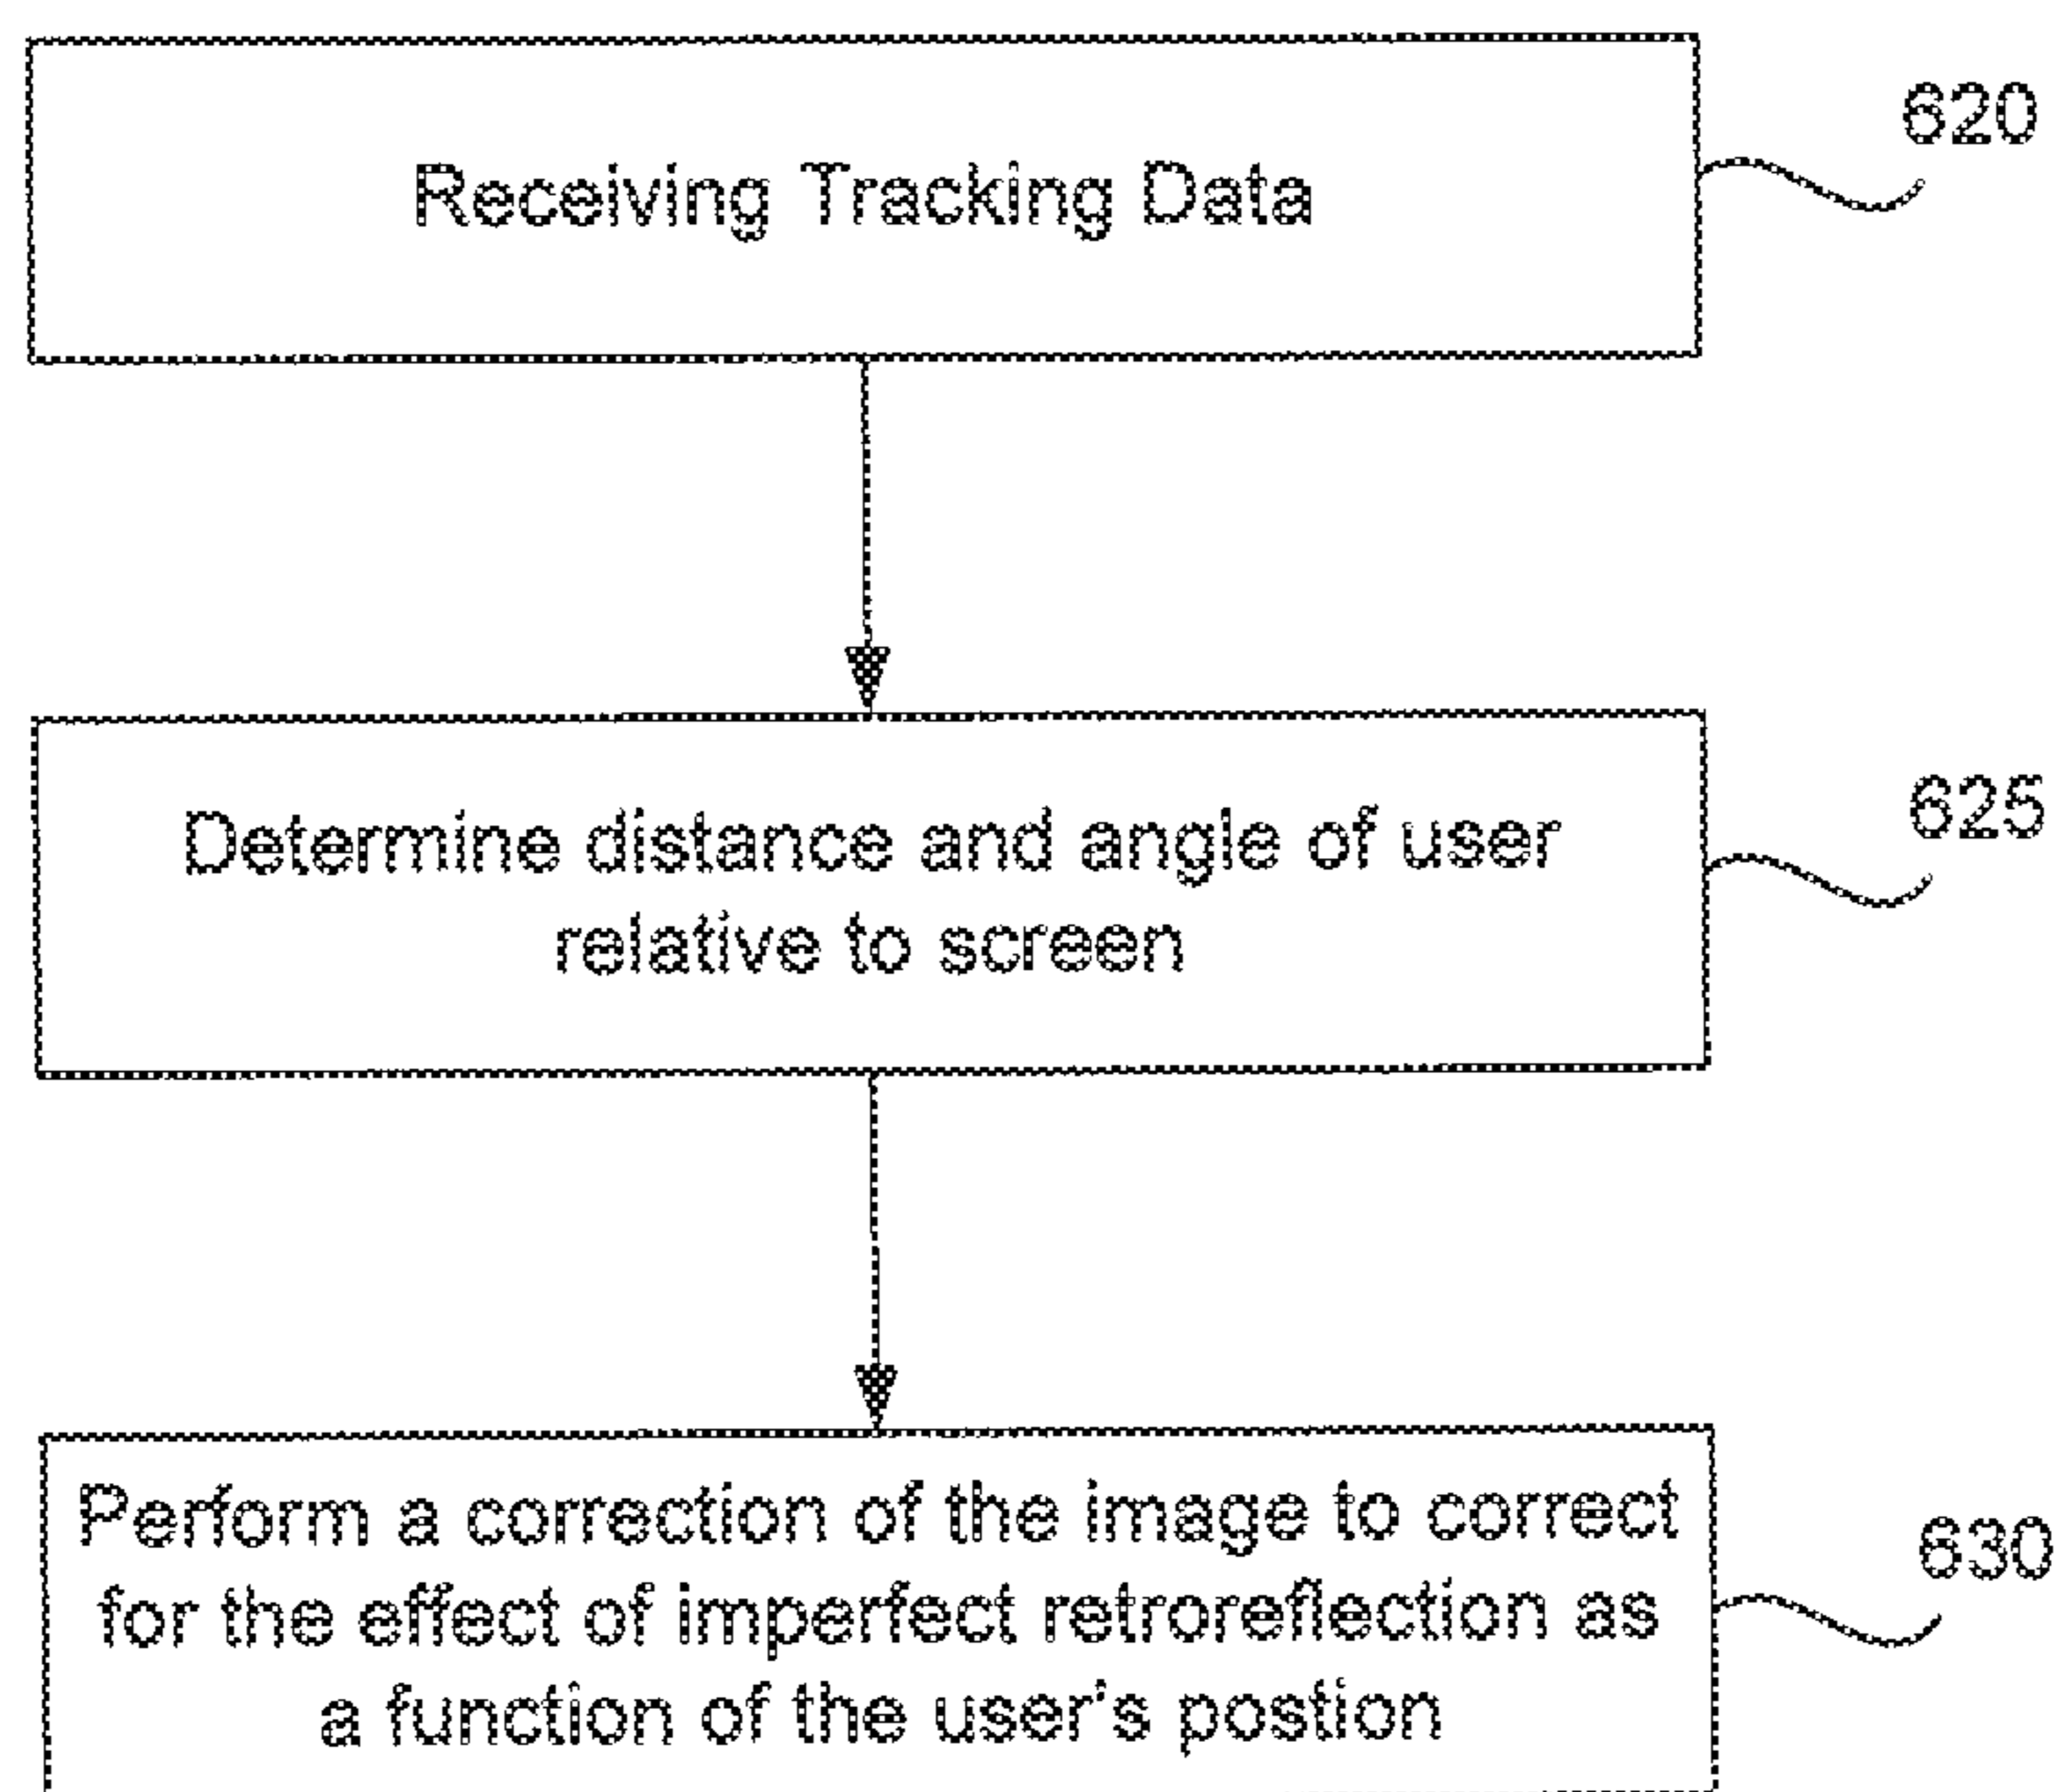 Receiving Tracking Data
620
Determine distance and angle of user
relative to screen
625
Perform a correction of the image to correct
for the effect of imperfect retroreflection as
a function of the user's postion
630